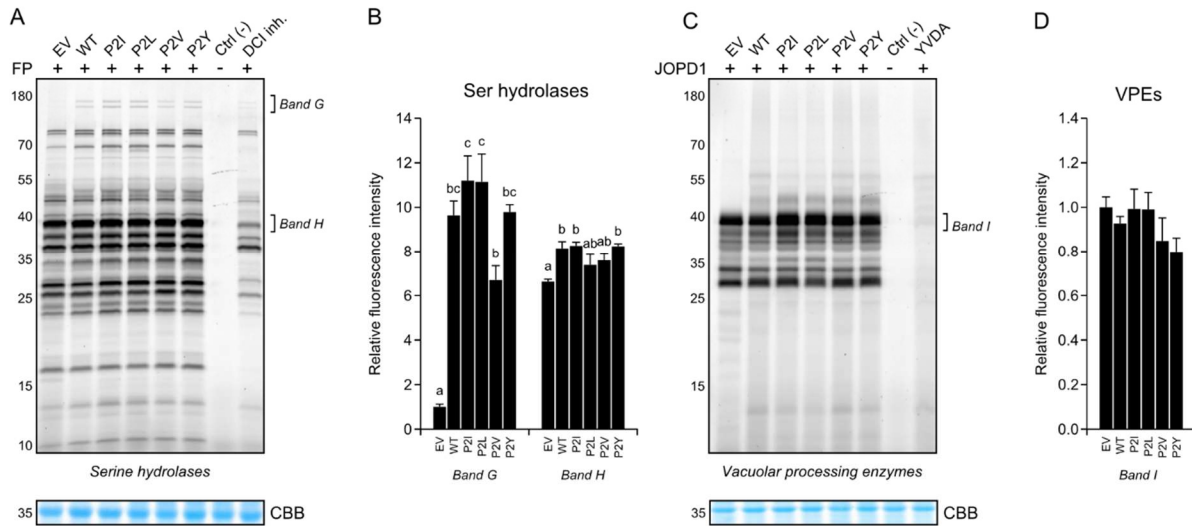 A
EV WT P2I P2L P2V P2Y Ctrl (-) DCI inh.
FP + + + + + + - +
180
70
55
40
35
25
15
10
Band G
Band H
Serine hydrolases
35
CBB
B
Ser hydrolases
Relative fluorescence intensity
14
12
10
8
6
4
2
0
a bc c c b bc
a b b ab ab b
EV WT P2I P2L P2V P2Y EV WT P2I P2L P2V P2Y
Band G Band H
C
EV WT P2I P2L P2V P2Y Ctrl (-) YVDA
JOPD1 + + + + + + - +
180
70
55
40
35
25
15
Band I
Vacuolar processing enzymes
35
CBB
D
VPEs
Relative fluorescence intensity
1.4
1.2
1.0
0.8
0.6
0.4
0.2
0.0
EV WT P2I P2L P2V P2Y
Band I